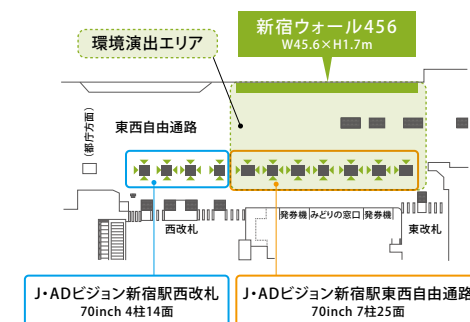 新宿ウォール456
W45.6×H1.7m
環境演出エリア
(都庁方面)
東西自由通路
発券機
みどりの窓口
発券機
西改札
東改札
J・ADビジョン新宿駅西改札
70inch 4柱14面
J・ADビジョン新宿駅東西自由通路
70inch 7柱25面